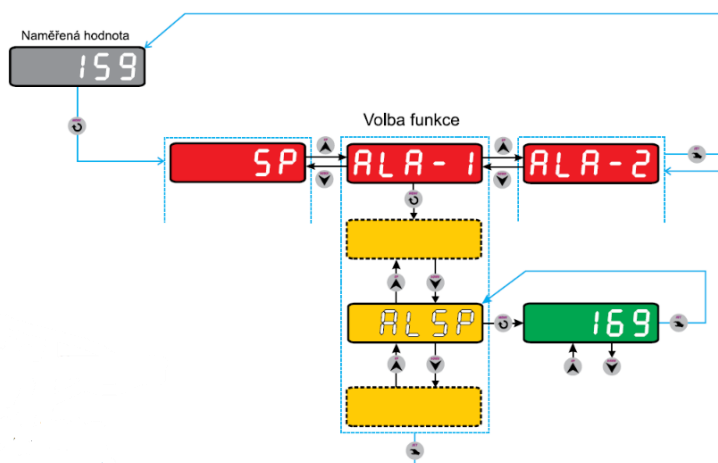 Naměřená hodnota
159
Volba funkce
SP
ALA-1
ALA-2
ALSP
169